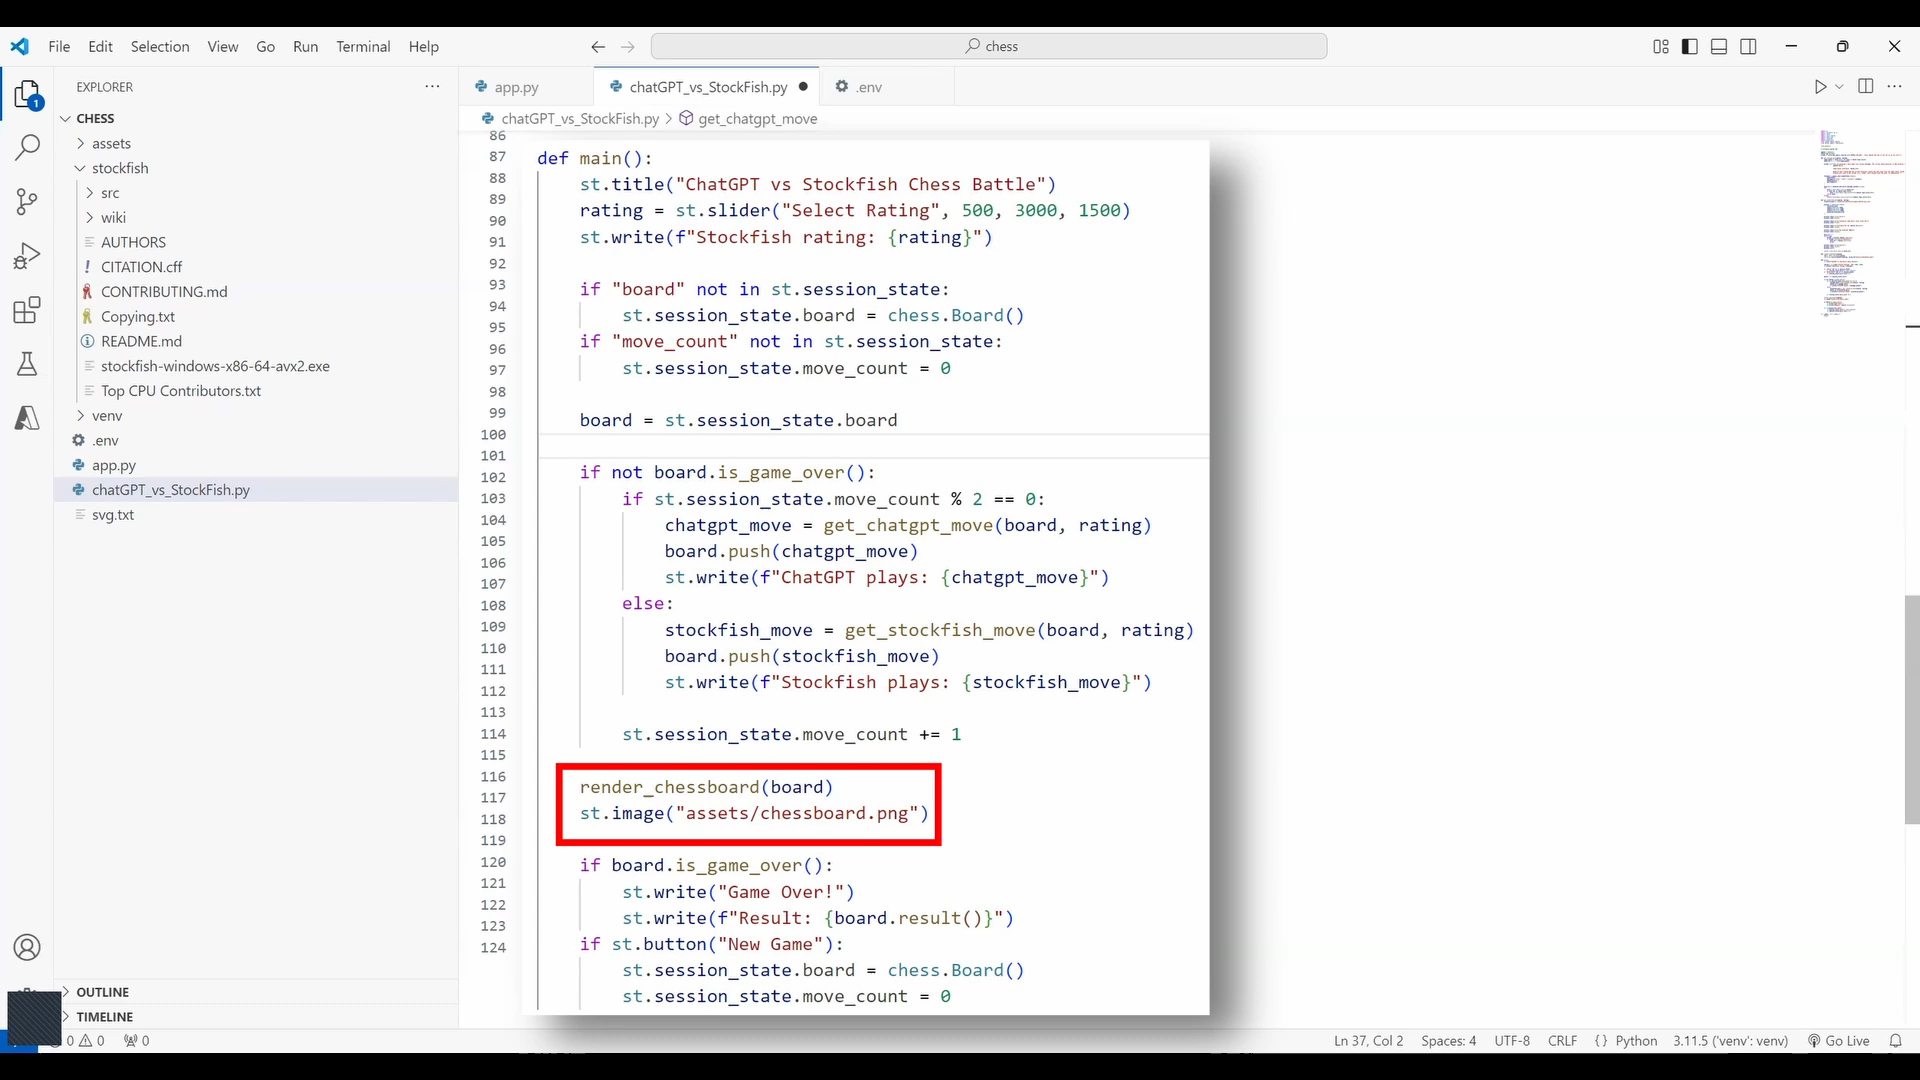 File Edit Selection View Go Run Terminal Help
chess
EXPLORER
1
CHESS
assets
stockfish
src
wiki
AUTHORS
CITATION.cff
CONTRIBUTING.md
Copying.txt
README.md
stockfish-windows-x86-64-avx2.exe
Top CPU Contributors.txt
venv
.env
app.py
chatGPT_vs_StockFish.py
svg.txt
OUTLINE
TIMELINE
app.py chatGPT_vs_StockFish.py .env
chatGPT_vs_StockFish.py > get_chatgpt_move
86
87
88
89
90
91
92
93
94
95
96
97
98
99
100
101
102
103
104
105
106
107
108
109
110
111
112
113
114
115
116
117
118
119
120
121
122
123
124
def main():
st.title("ChatGPT vs Stockfish Chess Battle")
rating = st.slider("Select Rating", 500, 3000, 1500)
st.write(f"Stockfish rating: {rating}")
if "board" not in st.session_state:
st.session_state.board = chess.Board()
if "move_count" not in st.session_state:
st.session_state.move_count = 0
board = st.session_state.board
if not board.is_game_over():
if st.session_state.move_count % 2 == 0:
chatgpt_move = get_chatgpt_move(board, rating)
board.push(chatgpt_move)
st.write(f"ChatGPT plays: {chatgpt_move}")
else:
stockfish_move = get_stockfish_move(board, rating)
board.push(stockfish_move)
st.write(f"Stockfish plays: {stockfish_move}")
st.session_state.move_count += 1
render_chessboard(board)
st.image("assets/chessboard.png")
if board.is_game_over():
st.write("Game Over!")
st.write(f"Result: {board.result()}")
if st.button("New Game"):
st.session_state.board = chess.Board()
st.session_state.move_count = 0
0 0 0
Ln 37, Col 2 Spaces: 4 UTF-8 CRLF {} Python 3.11.5 ('venv': venv) Go Live